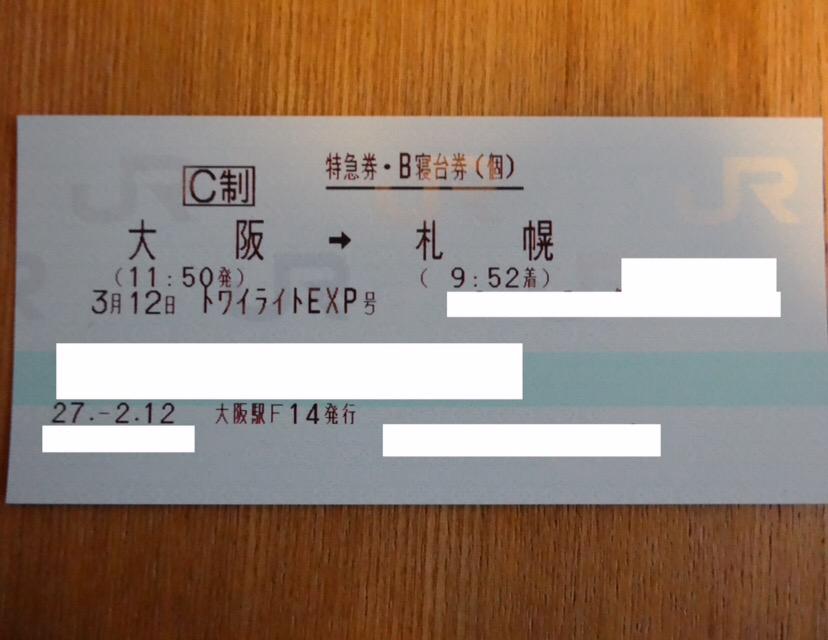 C制 特急券・B寝台券(個)
大阪 → 札幌
(11:50発) ( 9:52着)
3月12日 トワイライトEXP号
27.-2.12 大阪駅F14発行
JR